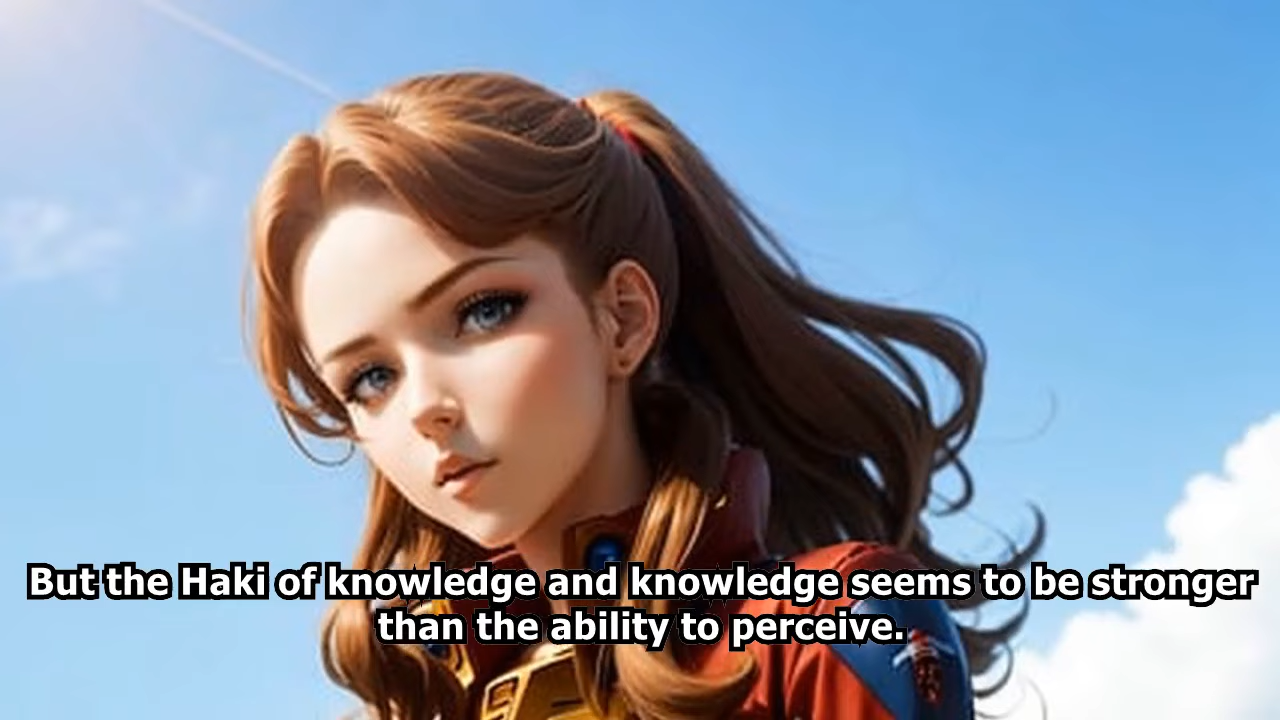 But the Haki of knowledge and knowledge seems to be stronger
than the ability to perceive.